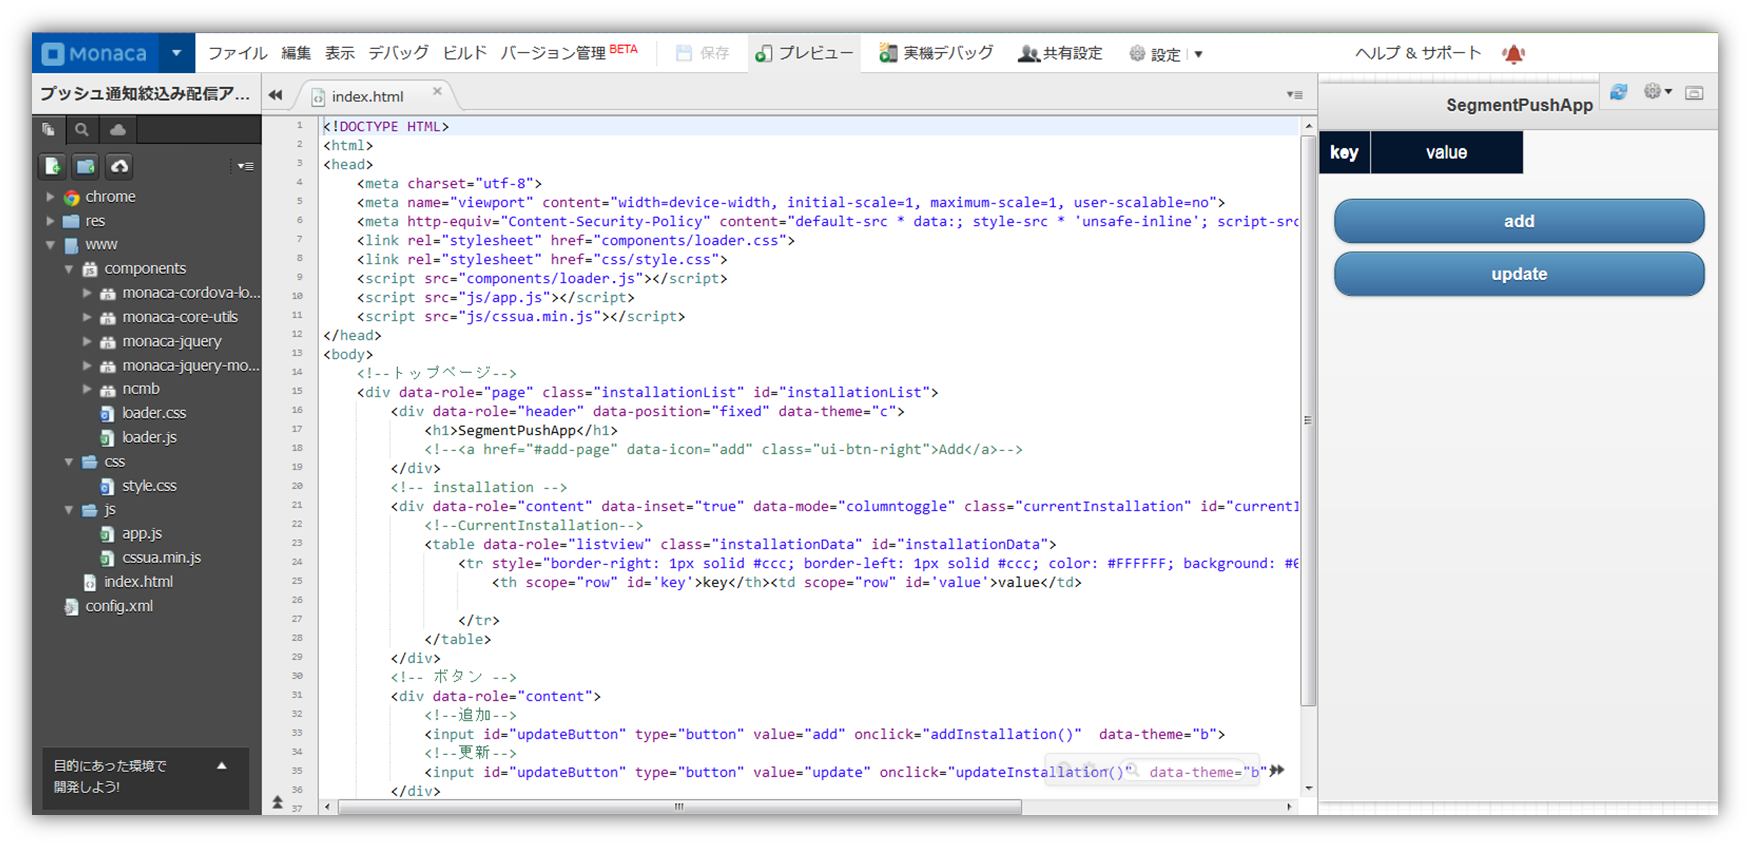 Monaca
ファイル 編集 表示 デバッグ ビルド バージョン管理 BETA 保存 プレビュー 実機デバッグ 共有設定 設定 ヘルプ & サポート
プッシュ通知絞込み配信ア...
index.html
chrome
res
www
components
monaca-cordova-lo...
monaca-core-utils
monaca-jquery
monaca-jquery-mo...
ncmb
loader.css
loader.js
css
style.css
js
app.js
cssua.min.js
index.html
config.xml
目的にあった環境で
開発しよう!
1 <!DOCTYPE HTML>
2 <html>
3 <head>
4 <meta charset="utf-8">
5 <meta name="viewport" content="width=device-width, initial-scale=1, maximum-scale=1, user-scalable=no">
6 <meta http-equiv="Content-Security-Policy" content="default-src * data:; style-src * 'unsafe-inline'; script-src
7 <link rel="stylesheet" href="components/loader.css">
8 <link rel="stylesheet" href="css/style.css">
9 <script src="components/loader.js"></script>
10 <script src="js/app.js"></script>
11 <script src="js/cssua.min.js"></script>
12 </head>
13 <body>
14 <!--トップページ-->
15 <div data-role="page" class="installationList" id="installationList">
16 <div data-role="header" data-position="fixed" data-theme="c">
17 <h1>SegmentPushApp</h1>
18 <!--<a href="#add-page" data-icon="add" class="ui-btn-right">Add</a>-->
19 </div>
20 <!-- installation -->
21 <div data-role="content" data-inset="true" data-mode="columntoggle" class="currentInstallation" id="currentI
22 <!--CurrentInstallation-->
23 <table data-role="listview" class="installationData" id="installationData">
24 <tr style="border-right: 1px solid #ccc; border-left: 1px solid #ccc; color: #FFFFFF; background: #0
25 <th scope="row" id='key'>key</th><td scope="row" id='value'>value</td>
26
27 </tr>
28 </table>
29 </div>
30 <!-- ボタン -->
31 <div data-role="content">
32 <!--追加-->
33 <input id="updateButton" type="button" value="add" onclick="addInstallation()"  data-theme="b">
34 <!--更新-->
35 <input id="updateButton" type="button" value="update" onclick="updateInstallation()"  data-theme="b"
36 </div>
37
SegmentPushApp
key value
add
update